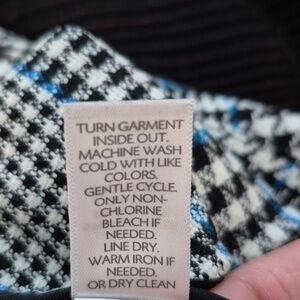 TURN GARMENT
INSIDE OUT.
MACHINE WASH
COLD WITH LIKE
COLORS.
GENTLE CYCLE.
ONLY NON-
CHLORINE
BLEACH IF
NEEDED.
LINE DRY.
WARM IRON IF
NEEDED.
OR DRY CLEAN